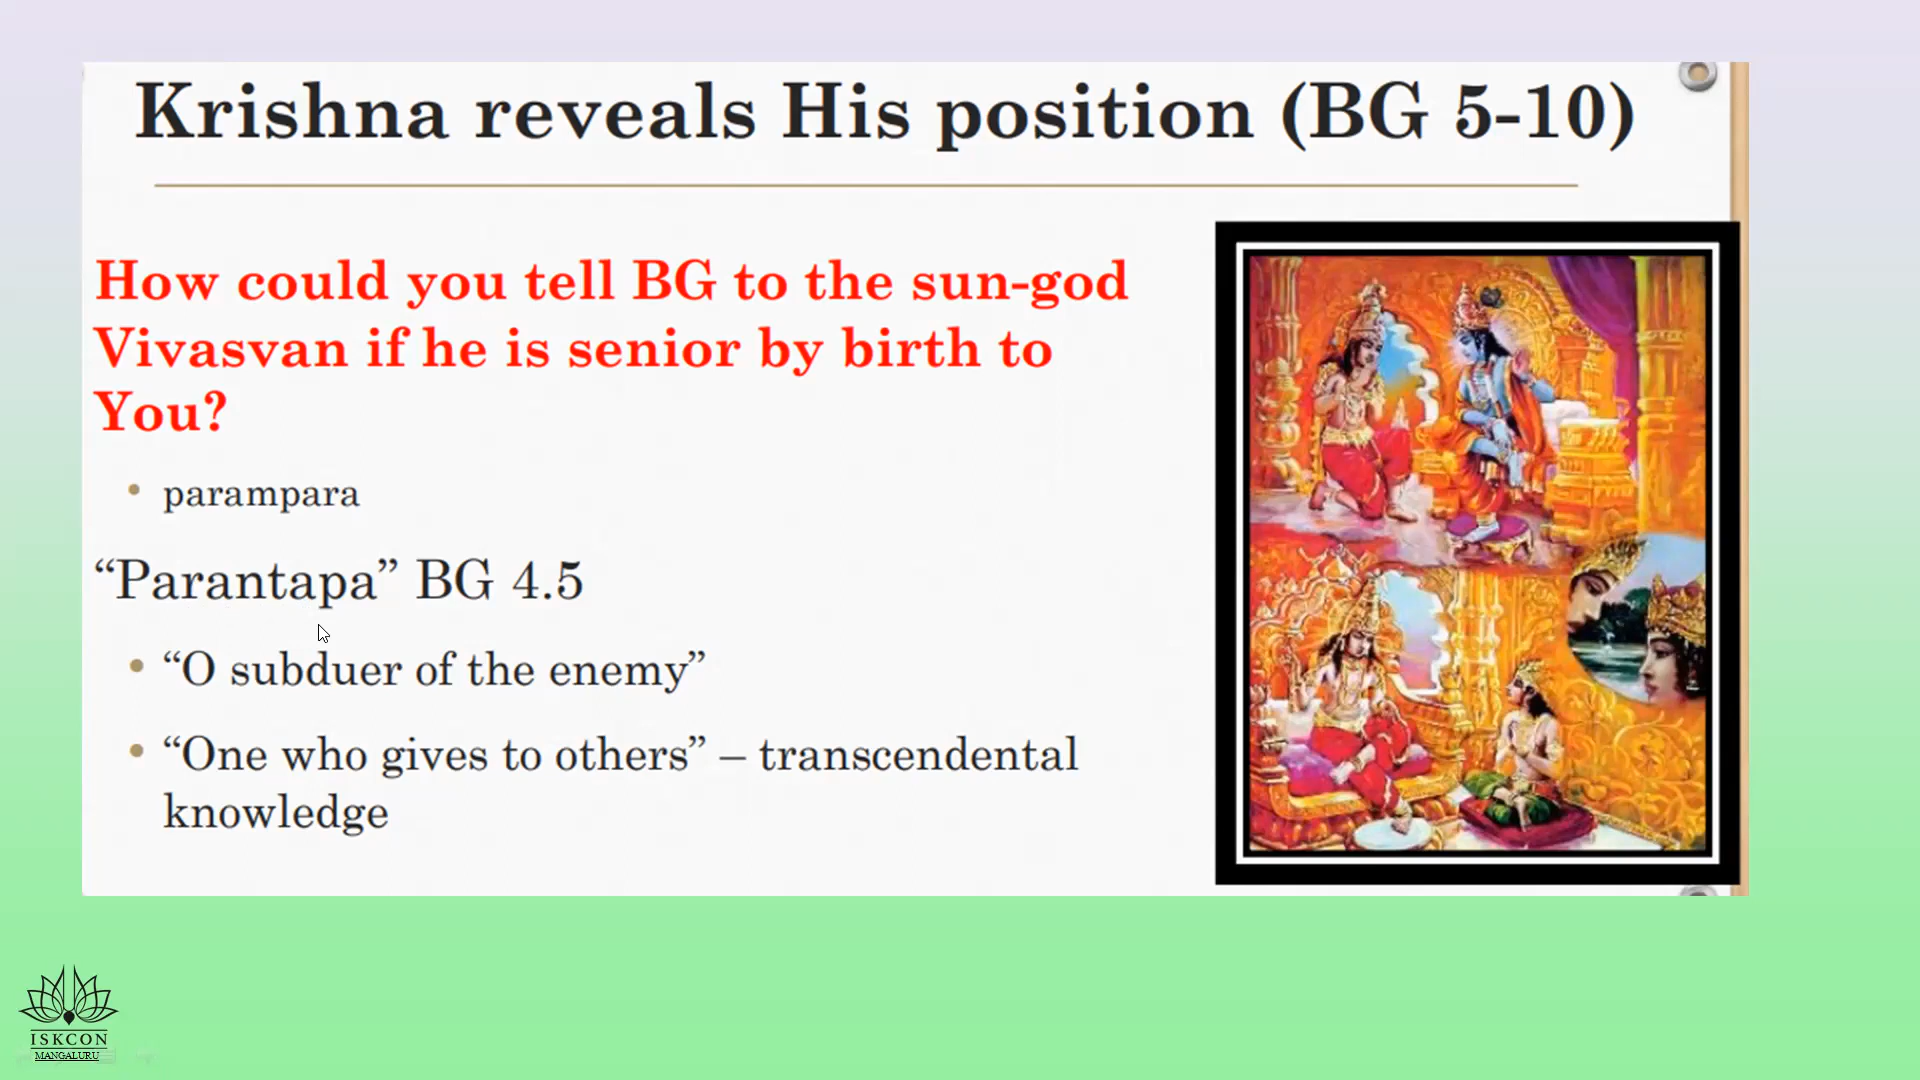 Krishna reveals His position (BG 5-10)
How could you tell BG to the sun-god
Vivasvan if he is senior by birth to
You?
• parampara
“Parantapa” BG 4.5
• “O subduer of the enemy”
• “One who gives to others” – transcendental
knowledge
ISKCON
MANGALURU